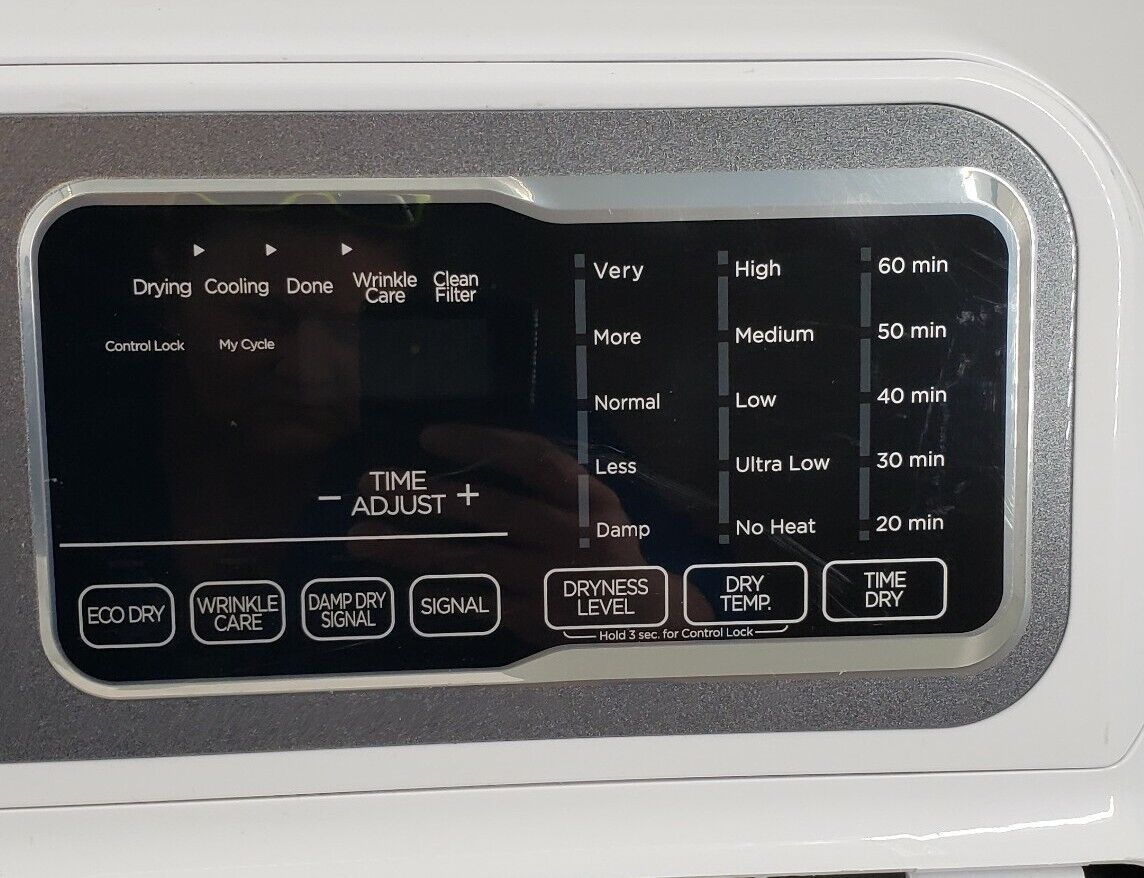 Drying Cooling Done Wrinkle Care Clean Filter
Control Lock My Cycle
− TIME ADJUST +
ECO DRY
WRINKLE CARE
DAMP DRY SIGNAL
SIGNAL
Very
More
Normal
Less
Damp
DRYNESS LEVEL
High
Medium
Low
Ultra Low
No Heat
DRY TEMP.
60 min
50 min
40 min
30 min
20 min
TIME DRY
Hold 3 sec. for Control Lock